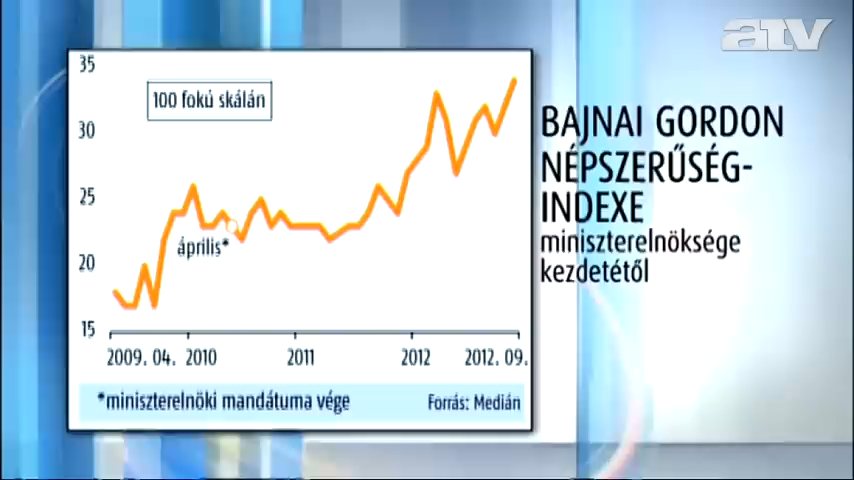 atv
35
100 fokú skálán
30
25
20
15
április*
2009. 04. 2010 2011 2012 2012. 09.
*miniszterelnöki mandátuma vége Forrás: Medián
BAJNAI GORDON
NÉPSZERŰSÉG-
INDEXE
miniszterelnöksége
kezdetétől